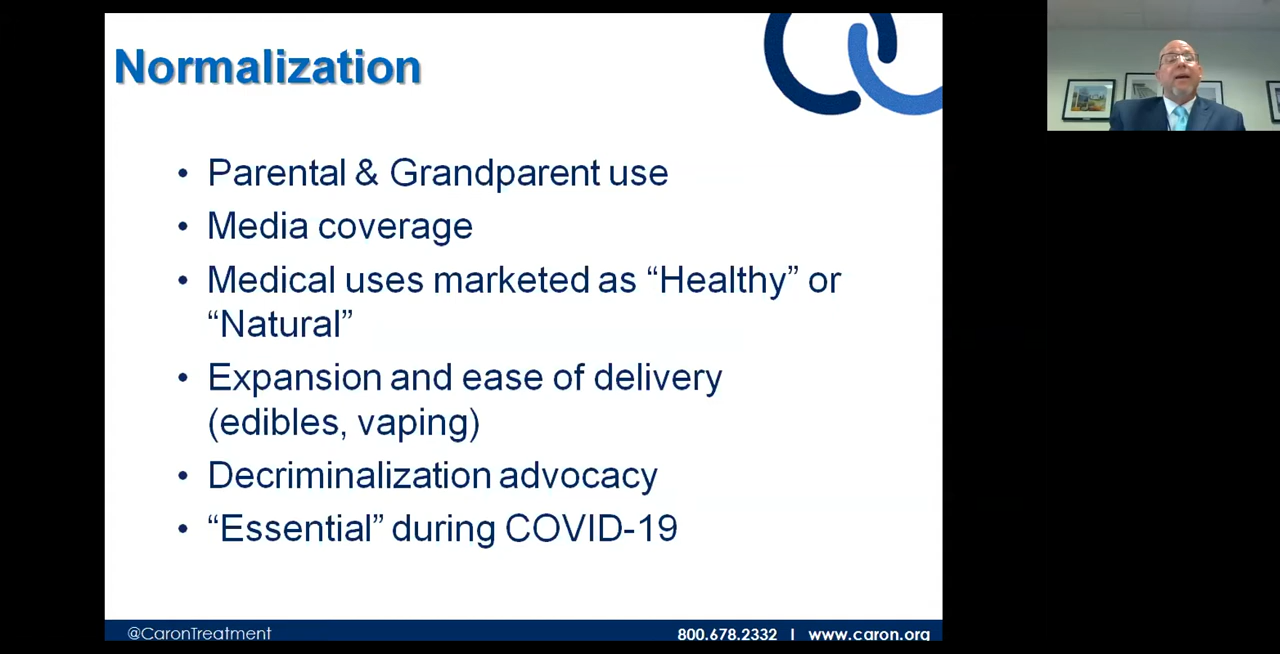 Normalization
• Parental & Grandparent use
• Media coverage
• Medical uses marketed as “Healthy” or
“Natural”
• Expansion and ease of delivery
(edibles, vaping)
• Decriminalization advocacy
• “Essential” during COVID-19
@CaronTreatment
800.678.2332 | www.caron.org